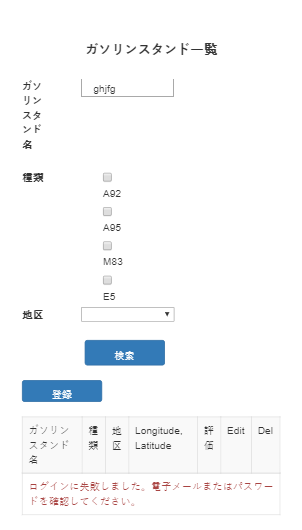 ガソリンスタンド一覧
ガソ
リン
スタ
ンド
名
ghjfg
種類
A92
A95
M83
E5
地区
検索
登録
ガソリン
スタンド
名
種
類
地
区
Longitude,
Latitude
評
価
Edit
Del
ログインに失敗しました。電子メールまたはパスワー
ドを確認してください。